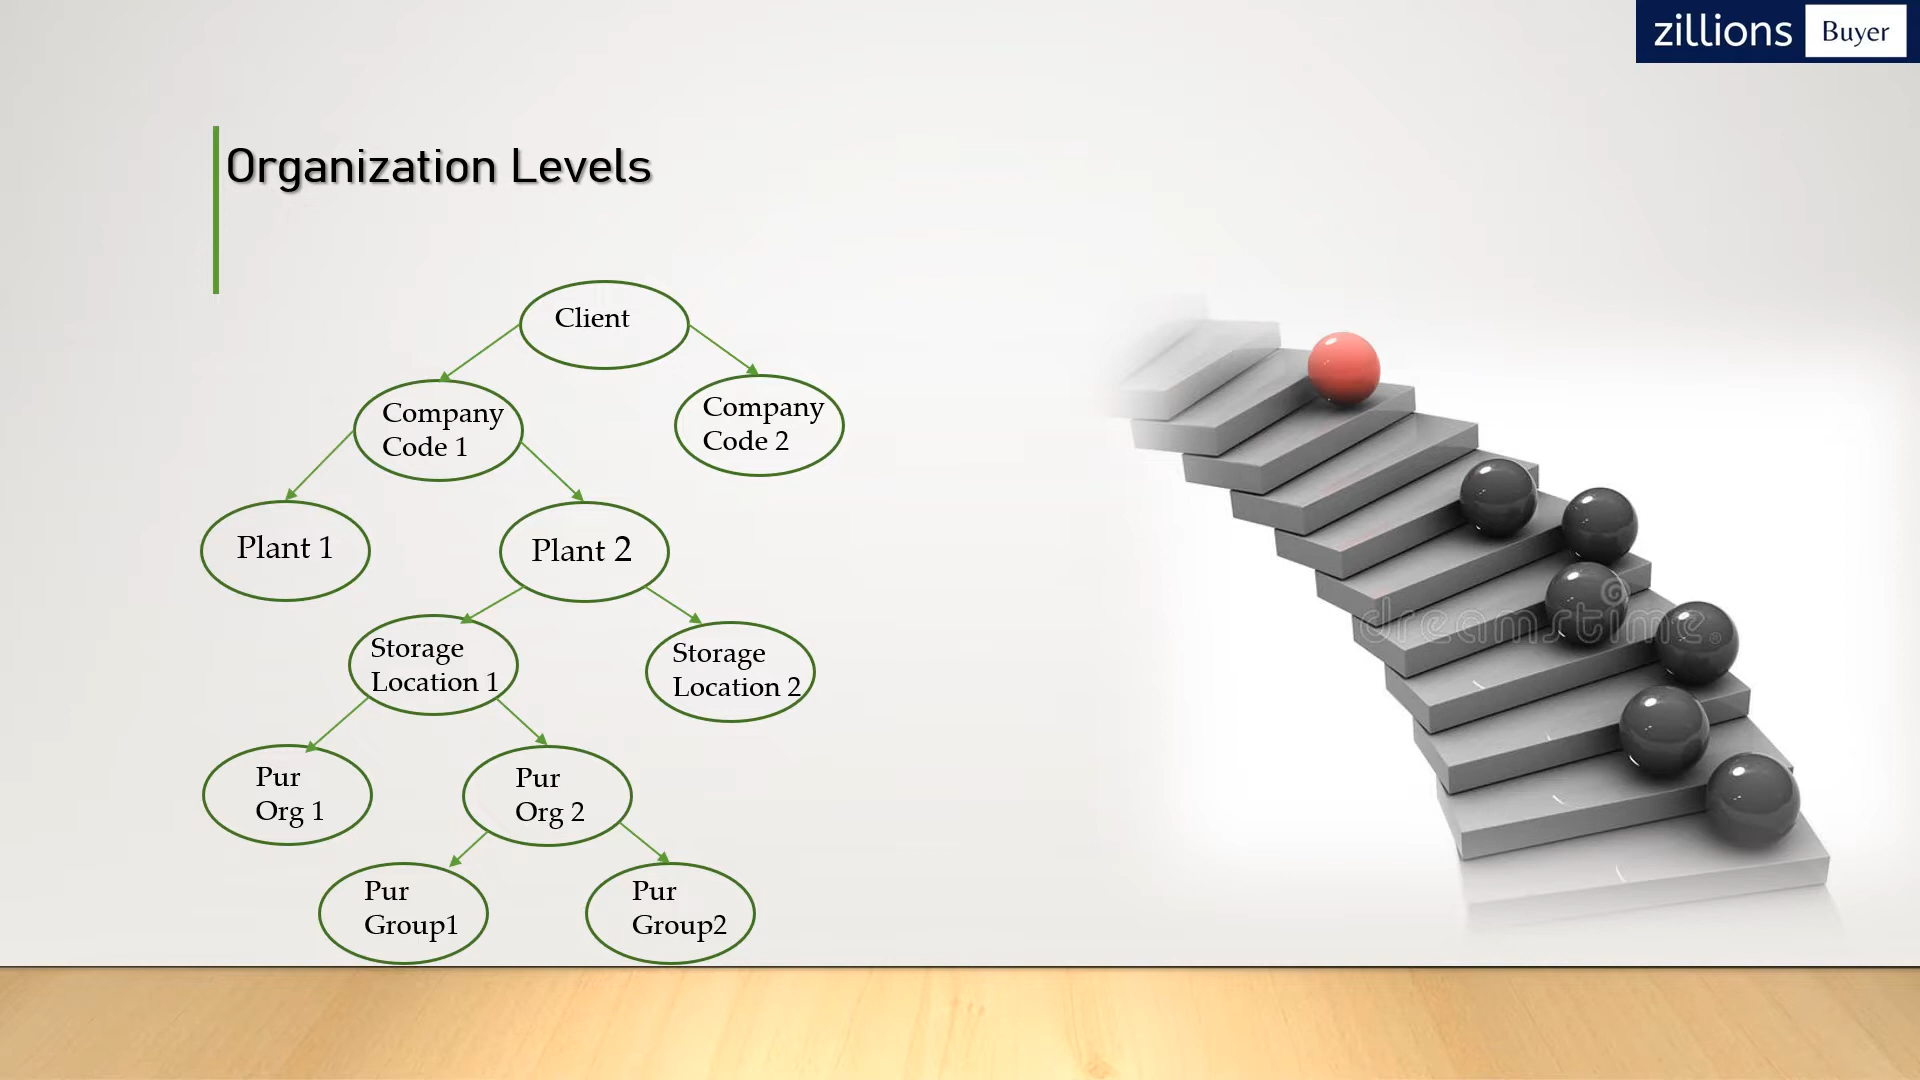 zillions Buyer
Organization Levels
Client
Company
Code 1
Company
Code 2
Plant 1
Plant 2
Storage
Location 1
Storage
Location 2
Pur
Org 1
Pur
Org 2
Pur
Group1
Pur
Group2
dreamstime.